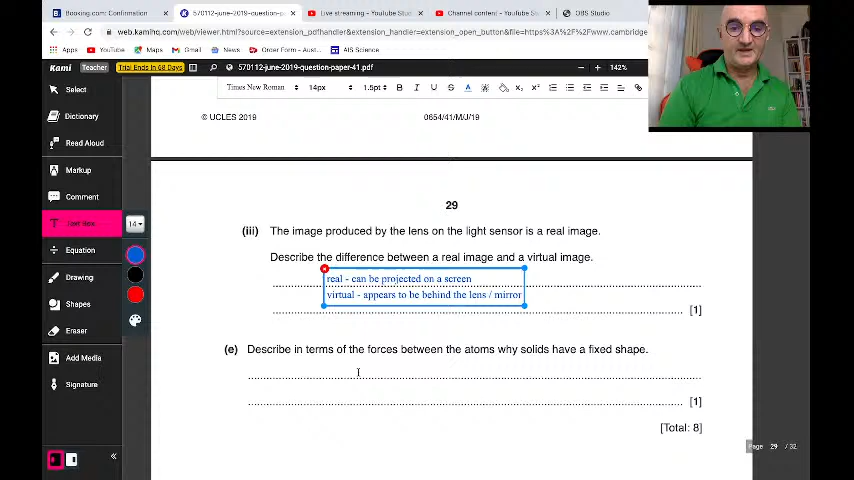 Booking.com: Confirmation
570112-june-2019-question-p
Live streaming - YouTube Stud
Channel content - YouTube Stu
OBS Studio
web.kamihq.com/web/viewer.html?source=extension_pdfhandler&extension_handler=extension_open_button&file=https%3A%2F%2Fwww.cambridge
Apps
YouTube
Maps
Gmail
News
Order Form - Aust...
AIS Science
Kami
Teacher
Trial Ends In 68 Days
570112-june-2019-question-paper-41.pdf
142%
Select
Dictionary
Read Aloud
Markup
Comment
Text Box
Equation
Drawing
Shapes
Eraser
Add Media
Signature
14
Times New Roman 14px 1.5pt B I U S A
© UCLES 2019 0654/41/M/J/19
29
(iii) The image produced by the lens on the light sensor is a real image.
Describe the difference between a real image and a virtual image.
real - can be projected on a screen
virtual - appears to be behind the lens / mirror
[1]
(e) Describe in terms of the forces between the atoms why solids have a fixed shape.
[1]
[Total: 8]
Page 29 / 32